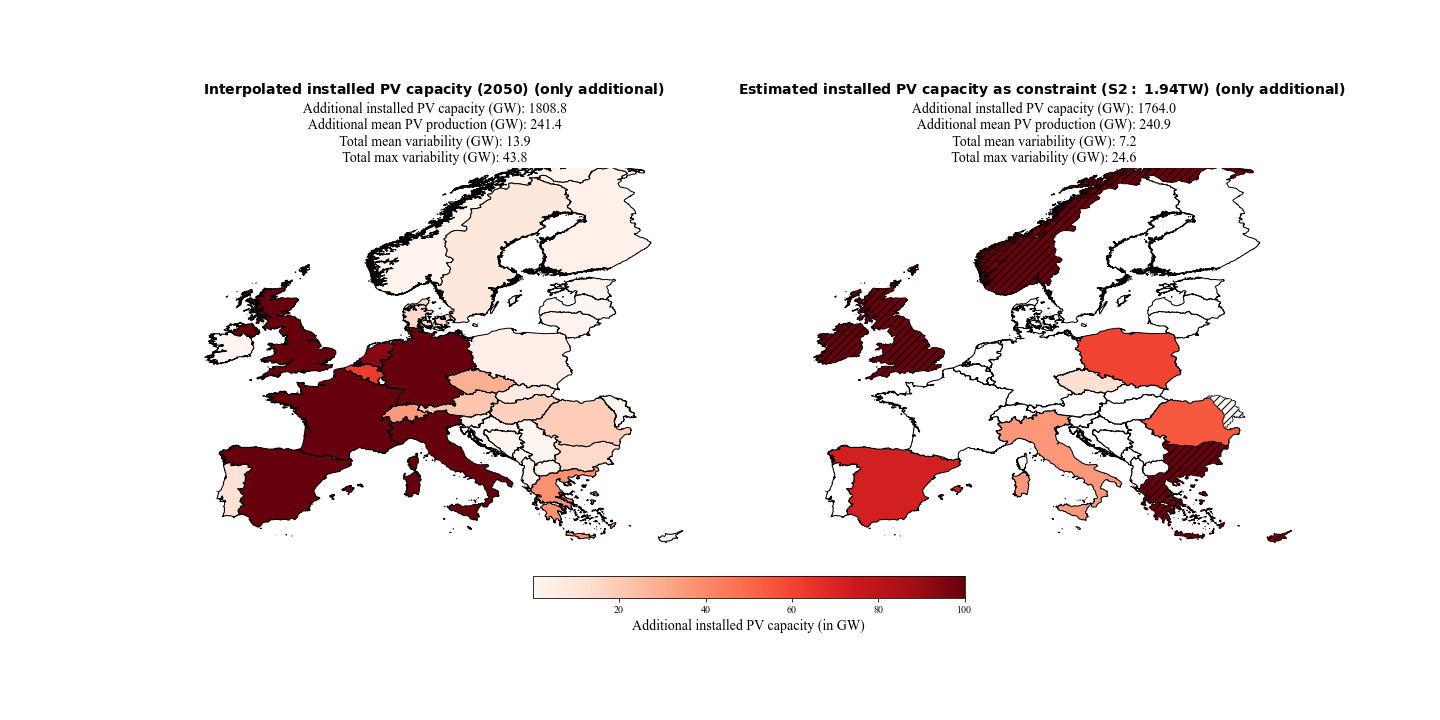 Interpolated installed PV capacity (2050) (only additional)
Additional installed PV capacity (GW): 1808.8
Additional mean PV production (GW): 241.4
Total mean variability (GW): 13.9
Total max variability (GW): 43.8
Estimated installed PV capacity as constraint (S2: 1.94TW) (only additional)
Additional installed PV capacity (GW): 1764.0
Additional mean PV production (GW): 240.9
Total mean variability (GW): 7.2
Total max variability (GW): 24.6
20 40 60 80 100
Additional installed PV capacity (in GW)